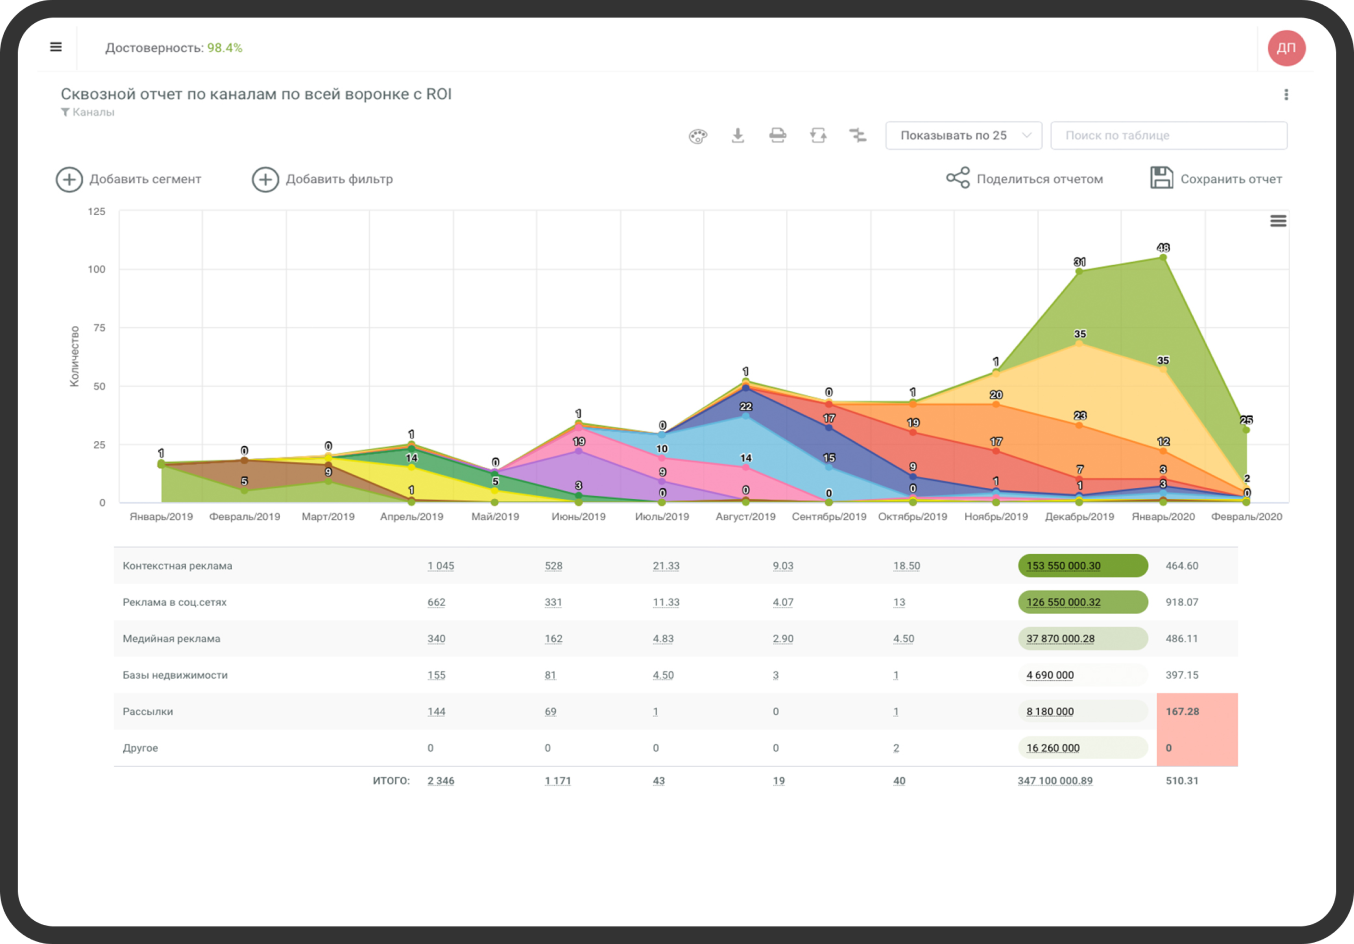 Достоверность: 98.4%
ДП
Сквозной отчет по каналам по всей воронке с ROI
Каналы
Показывать по 25
Поиск по таблице
Добавить сегмент
Добавить фильтр
Поделиться отчетом
Сохранить отчет
Количество
125
100
75
50
25
0
1 0 0 1 0 1 0 1 0 1 1 31 48 25
5 9 14 5 19 10 22 17 19 20 35 35 2
1 3 9 14 15 9 17 23 12 0
0 0 0 0 1 7 3
1 3
Январь/2019 Февраль/2019 Март/2019 Апрель/2019 Май/2019 Июнь/2019 Июль/2019 Август/2019 Сентябрь/2019 Октябрь/2019 Ноябрь/2019 Декабрь/2019 Январь/2020 Февраль/2020
Контекстная реклама 1 045 528 21.33 9.03 18.50 153 550 000.30 464.60
Реклама в соц.сетях 662 331 11.33 4.07 13 126 550 000.32 918.07
Медийная реклама 340 162 4.83 2.90 4.50 37 870 000.28 486.11
Базы недвижимости 155 81 4.50 3 1 4 690 000 397.15
Рассылки 144 69 1 0 1 8 180 000 167.28
Другое 0 0 0 0 2 16 260 000 0
ИТОГО: 2 346 1 171 43 19 40 347 100 000.89 510.31